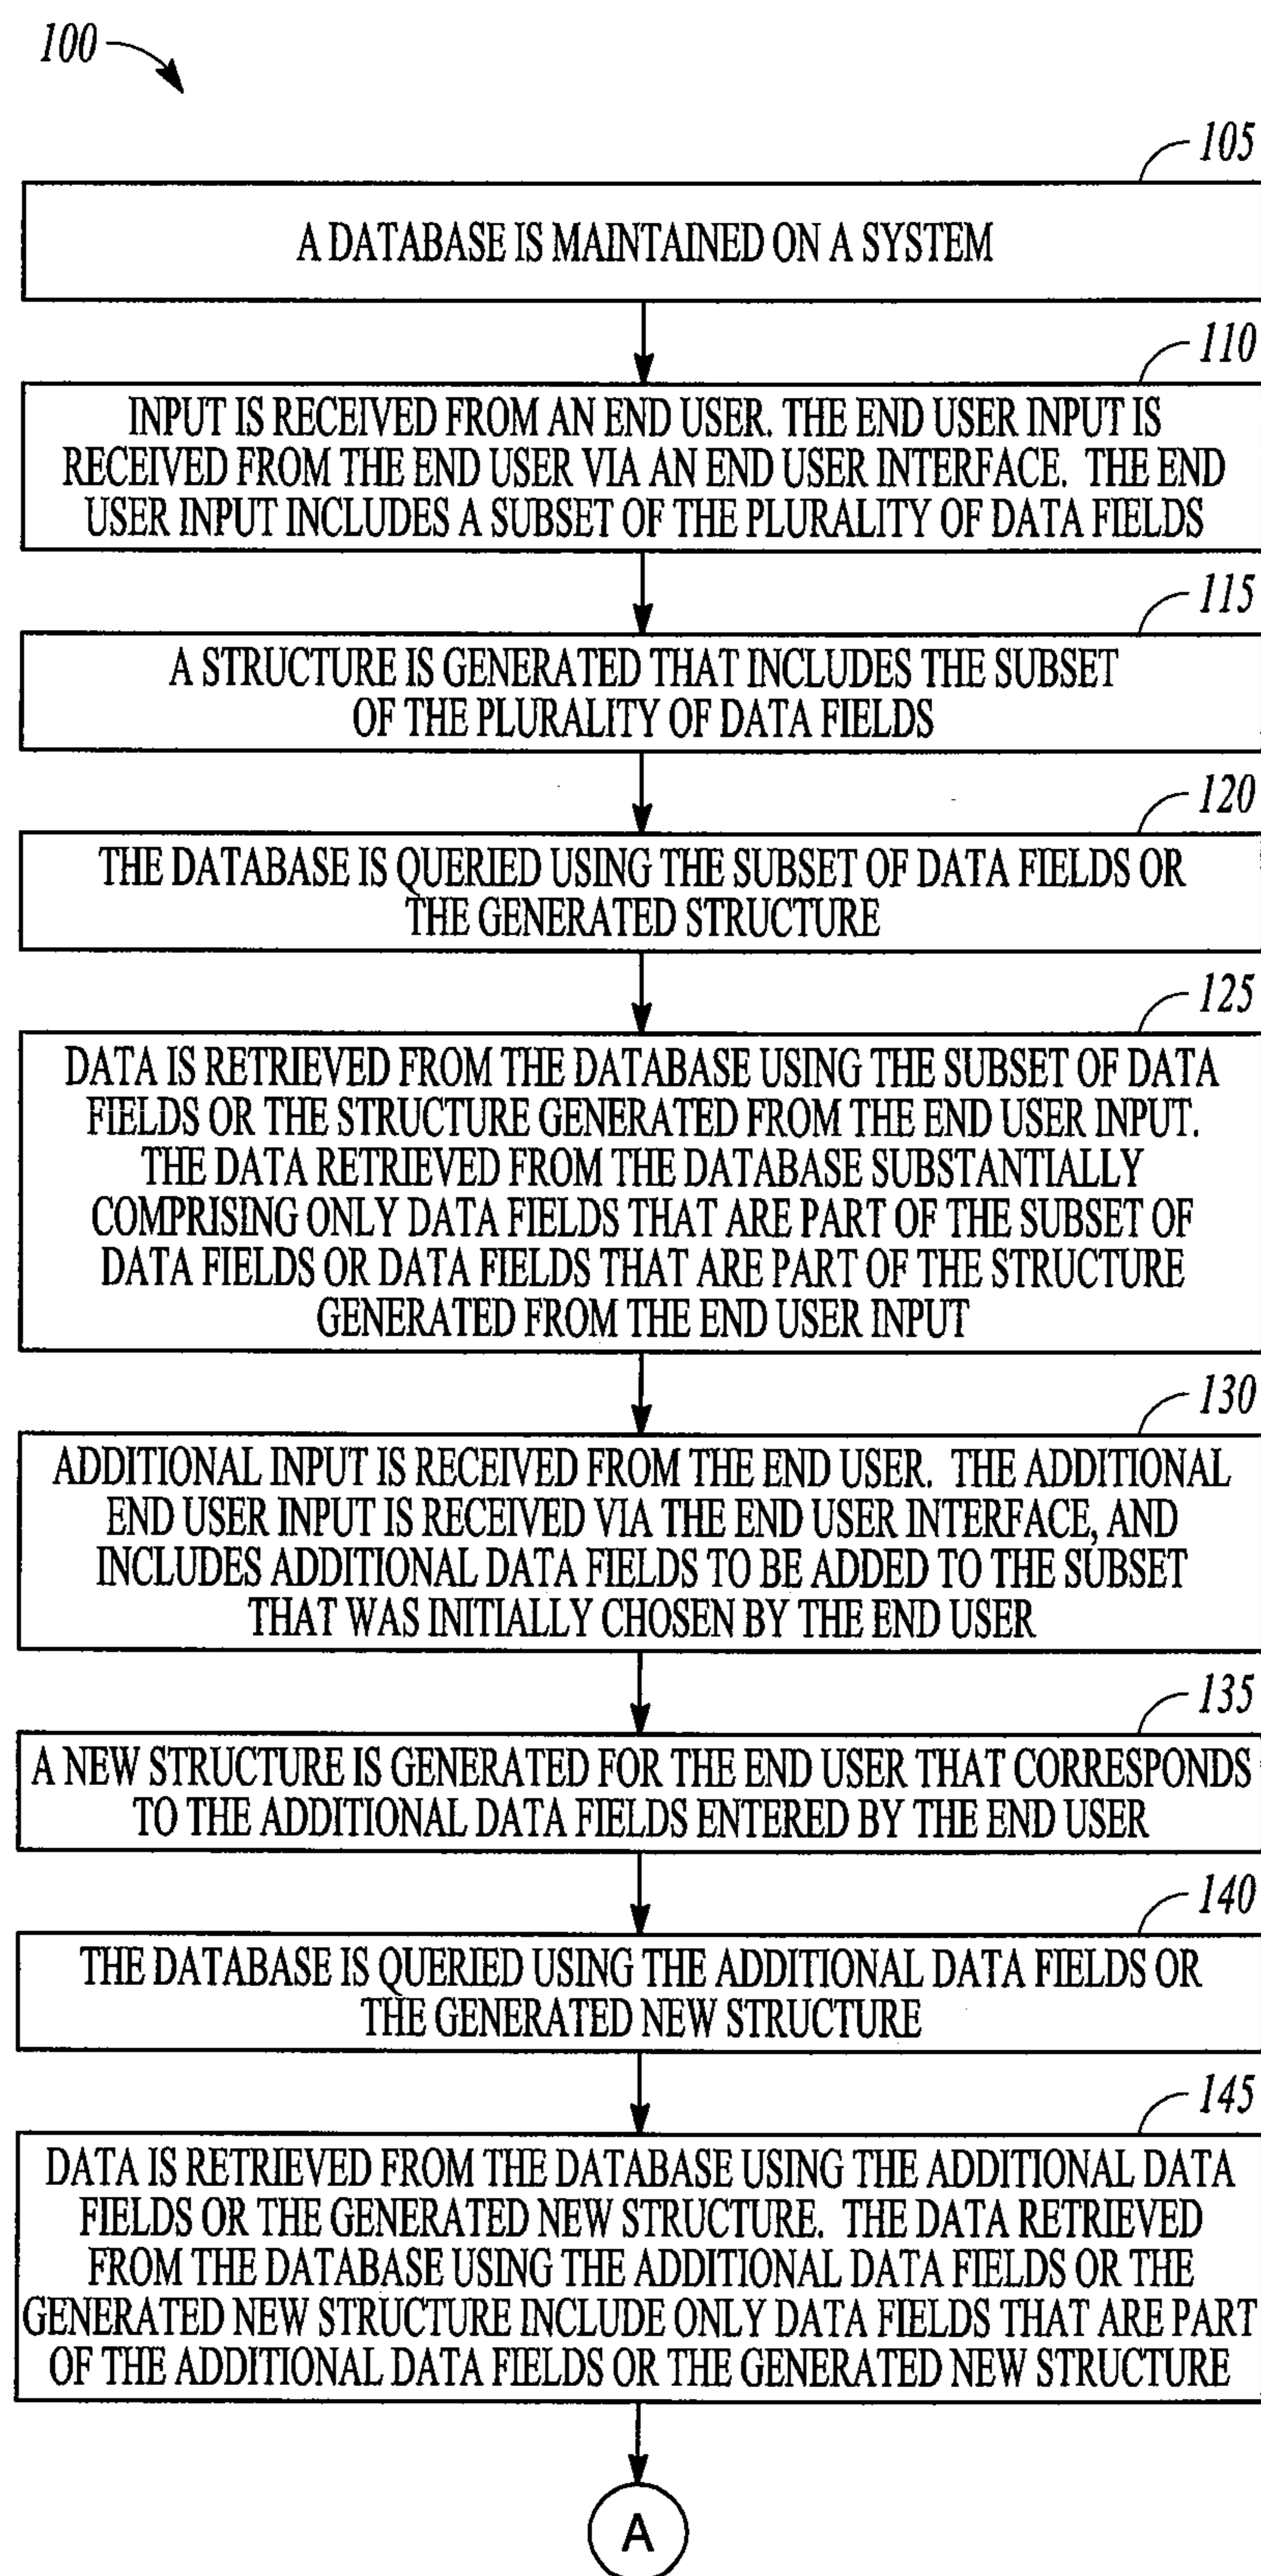 100
105
A DATABASE IS MAINTAINED ON A SYSTEM
110
INPUT IS RECEIVED FROM AN END USER. THE END USER INPUT IS
RECEIVED FROM THE END USER VIA AN END USER INTERFACE. THE END
USER INPUT INCLUDES A SUBSET OF THE PLURALITY OF DATA FIELDS
115
A STRUCTURE IS GENERATED THAT INCLUDES THE SUBSET
OF THE PLURALITY OF DATA FIELDS
120
THE DATABASE IS QUERIED USING THE SUBSET OF DATA FIELDS OR
THE GENERATED STRUCTURE
125
DATA IS RETRIEVED FROM THE DATABASE USING THE SUBSET OF DATA
FIELDS OR THE STRUCTURE GENERATED FROM THE END USER INPUT.
THE DATA RETRIEVED FROM THE DATABASE SUBSTANTIALLY
COMPRISING ONLY DATA FIELDS THAT ARE PART OF THE SUBSET OF
DATA FIELDS OR DATA FIELDS THAT ARE PART OF THE STRUCTURE
GENERATED FROM THE END USER INPUT
130
ADDITIONAL INPUT IS RECEIVED FROM THE END USER. THE ADDITIONAL
END USER INPUT IS RECEIVED VIA THE END USER INTERFACE, AND
INCLUDES ADDITIONAL DATA FIELDS TO BE ADDED TO THE SUBSET
THAT WAS INITIALLY CHOSEN BY THE END USER
135
A NEW STRUCTURE IS GENERATED FOR THE END USER THAT CORRESPONDS
TO THE ADDITIONAL DATA FIELDS ENTERED BY THE END USER
140
THE DATABASE IS QUERIED USING THE ADDITIONAL DATA FIELDS OR
THE GENERATED NEW STRUCTURE
145
DATA IS RETRIEVED FROM THE DATABASE USING THE ADDITIONAL DATA
FIELDS OR THE GENERATED NEW STRUCTURE. THE DATA RETRIEVED
FROM THE DATABASE USING THE ADDITIONAL DATA FIELDS OR THE
GENERATED NEW STRUCTURE INCLUDE ONLY DATA FIELDS THAT ARE PART
OF THE ADDITIONAL DATA FIELDS OR THE GENERATED NEW STRUCTURE
A